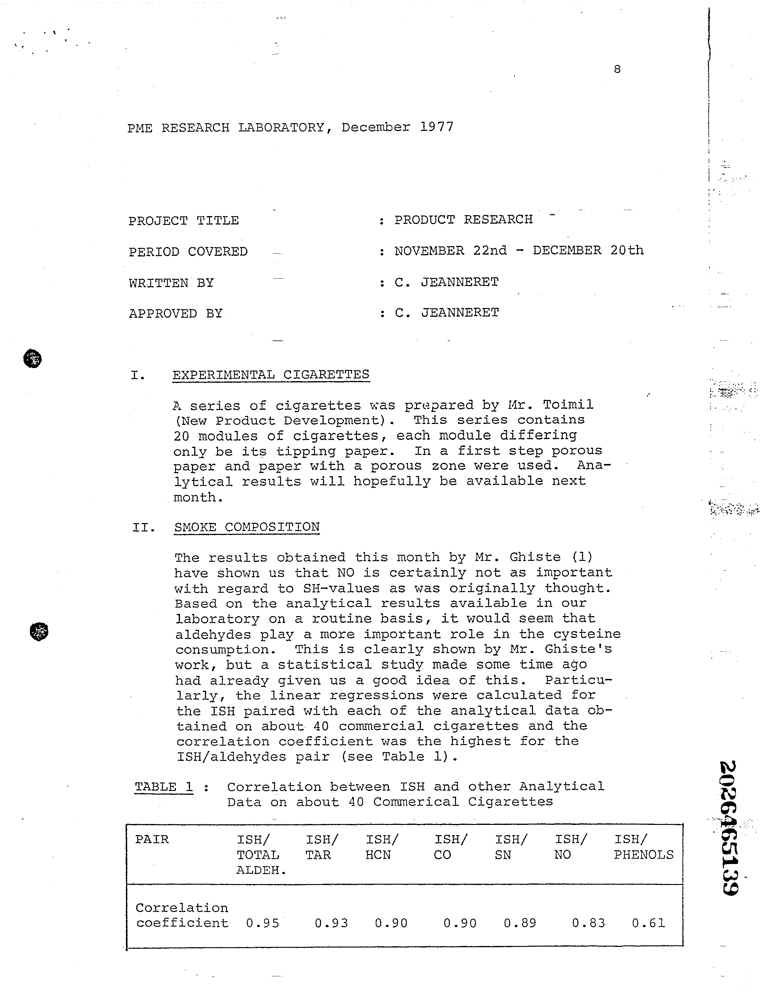 8
PME RESEARCH LABORATORY, December 1977
PROJECT TITLE : PRODUCT RESEARCH
PERIOD COVERED : NOVEMBER 22nd - DECEMBER 20th
WRITTEN BY : C. JEANNERET
APPROVED BY : C. JEANNERET
I. EXPERIMENTAL CIGARETTES
A series of cigarettes was prepared by Mr. Toimil
(New Product Development). This series contains
20 modules of cigarettes, each module differing
only be its tipping paper. In a first step porous
paper and paper with a porous zone were used. Ana-
lytical results will hopefully be available next
month.
II. SMOKE COMPOSITION
The results obtained this month by Mr. Ghiste (1)
have shown us that NO is certainly not as important
with regard to SH-values as was originally thought.
Based on the analytical results available in our
laboratory on a routine basis, it would seem that
aldehydes play a more important role in the cysteine
consumption. This is clearly shown by Mr. Ghiste's
work, but a statistical study made some time ago
had already given us a good idea of this. Particu-
larly, the linear regressions were calculated for
the ISH paired with each of the analytical data ob-
tained on about 40 commercial cigarettes and the
correlation coefficient was the highest for the
ISH/aldehydes pair (see Table 1).
TABLE 1 : Correlation between ISH and other Analytical
Data on about 40 Commerical Cigarettes
PAIR ISH/ ISH/ ISH/ ISH/ ISH/ ISH/ ISH/
TOTAL TAR HCN CO SN NO PHENOLS
ALDEH.
Correlation
coefficient 0.95 0.93 0.90 0.90 0.89 0.83 0.61
2026465139